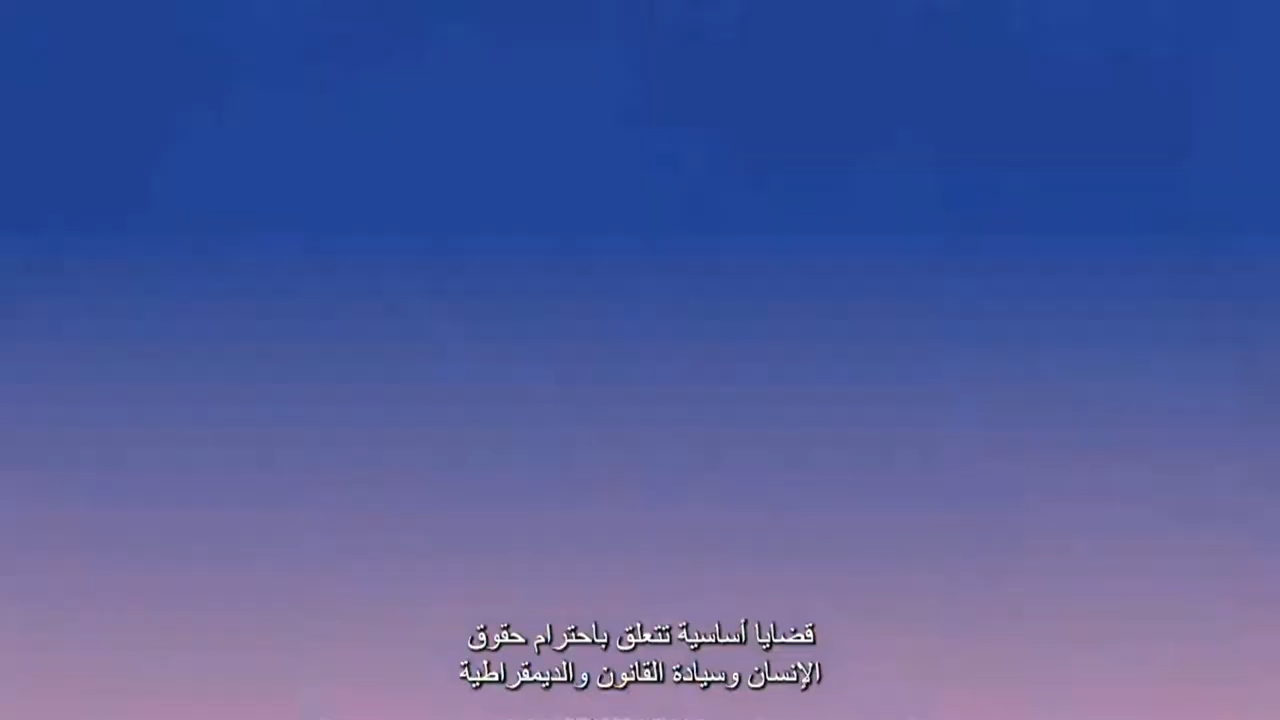 قضايا أساسية تتعلق باحترام حقوق
الإنسان وسيادة القانون والديمقراطية